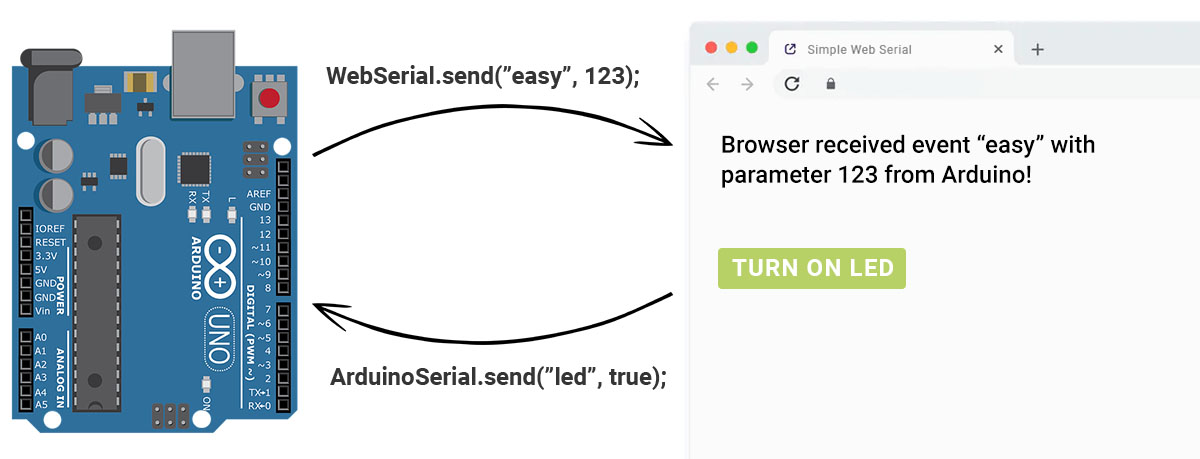 WebSerial.send(”easy”, 123);
ArduinoSerial.send(”led”, true);
Simple Web Serial
Browser received event “easy” with
parameter 123 from Arduino!
TURN ON LED
RX
TX
L
ARDUINO
UNO
ON
IOREF
RESET
3.3V
5V
GND
GND
Vin
POWER
A0
A1
A2
A3
A4
A5
ANALOG IN
AREF
GND
13
12
~11
~10
~9
8
7
~6
~5
4
~3
2
TX→1
RX←0
DIGITAL (PWM ~)